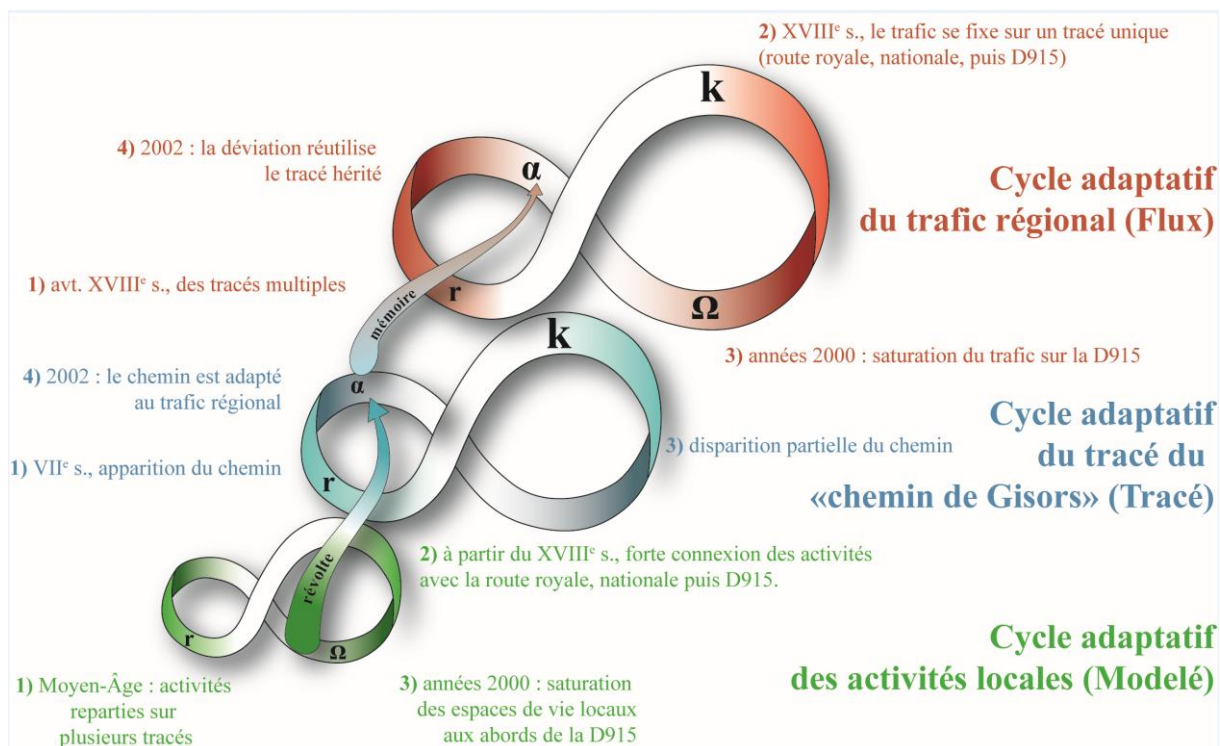 2) XVIIIᵉ s., le trafic se fixe sur un tracé unique
(route royale, nationale, puis D915)
k
4) 2002 : la déviation réutilise
le tracé hérité
α
Cycle adaptatif
du trafic régional (Flux)
1) avt. XVIIIᵉ s., des tracés multiples
r
Ω
mémoire
3) années 2000 : saturation du trafic sur la D915
k
4) 2002 : le chemin est adapté
au trafic régional
α
Cycle adaptatif
du tracé du
«chemin de Gisors» (Tracé)
3) disparition partielle du chemin
1) VIIᵉ s., apparition du chemin
r
2) à partir du XVIIIᵉ s., forte connexion des activités
avec la route royale, nationale puis D915.
révolte
r
Ω
Cycle adaptatif
des activités locales (Modelé)
1) Moyen-Âge : activités
reparties sur
plusieurs tracés
3) années 2000 : saturation
des espaces de vie locaux
aux abords de la D915